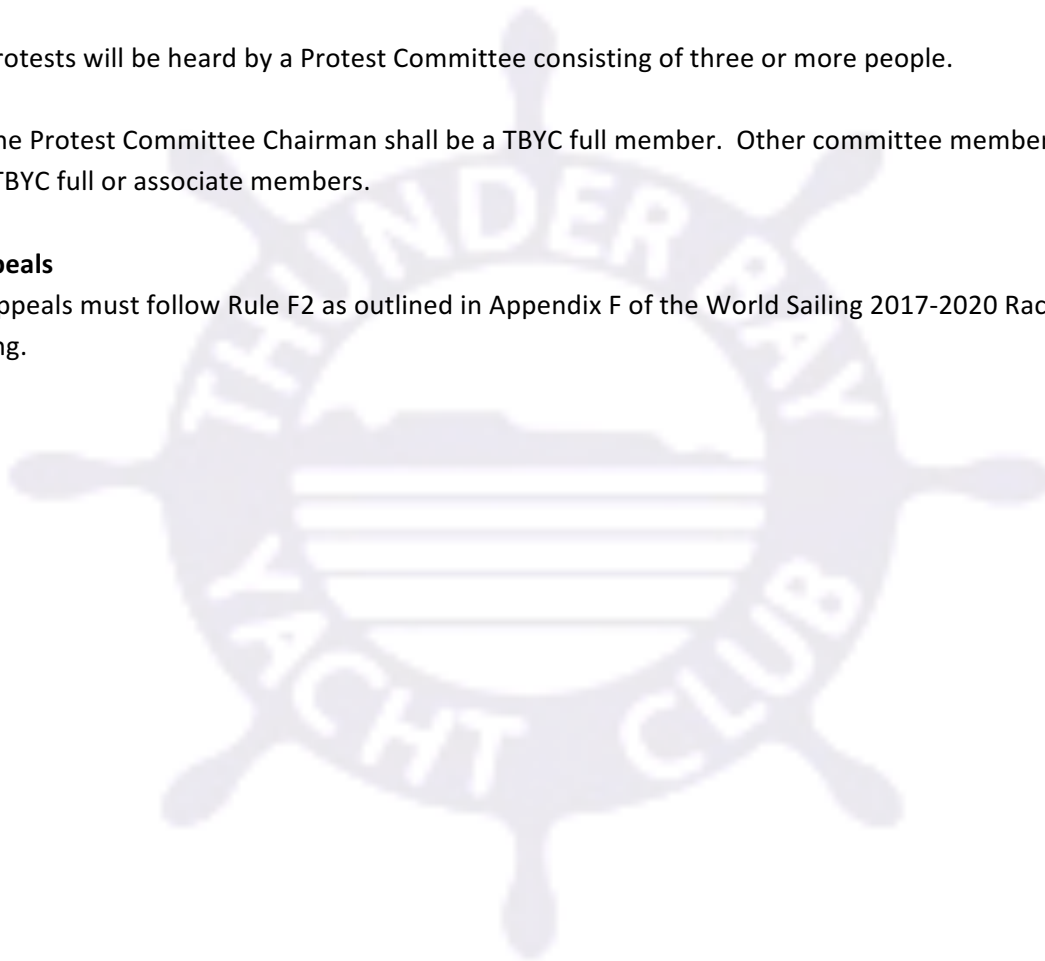 rotests will be heard by a Protest Committee consisting of three or more people.
he Protest Committee Chairman shall be a TBYC full member. Other committee member
TBYC full or associate members.
peals
ppeals must follow Rule F2 as outlined in Appendix F of the World Sailing 2017-2020 Rac
ng.
THUNDER BAY
YACHT CLUB